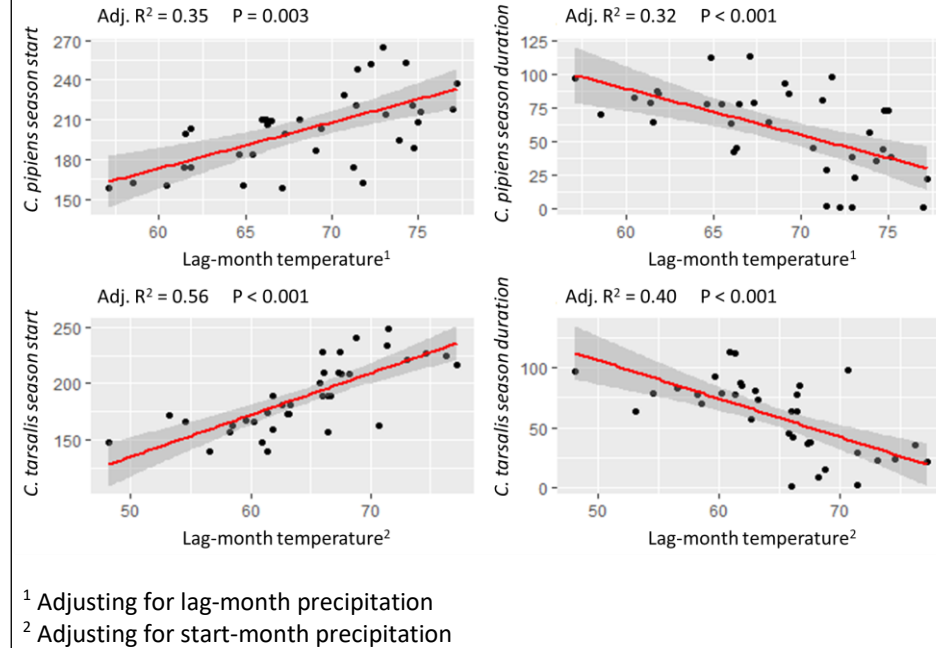 Adj. R² = 0.35 P = 0.003
C. pipiens season start
270
240
210
180
150
60 65 70 75
Lag-month temperature¹
Adj. R² = 0.32 P < 0.001
C. pipiens season duration
125
100
75
50
25
0
60 65 70 75
Lag-month temperature¹
Adj. R² = 0.56 P < 0.001
C. tarsalis season start
250
200
150
50 60 70
Lag-month temperature²
Adj. R² = 0.40 P < 0.001
C. tarsalis season duration
100
50
0
50 60 70
Lag-month temperature²
¹ Adjusting for lag-month precipitation
² Adjusting for start-month precipitation